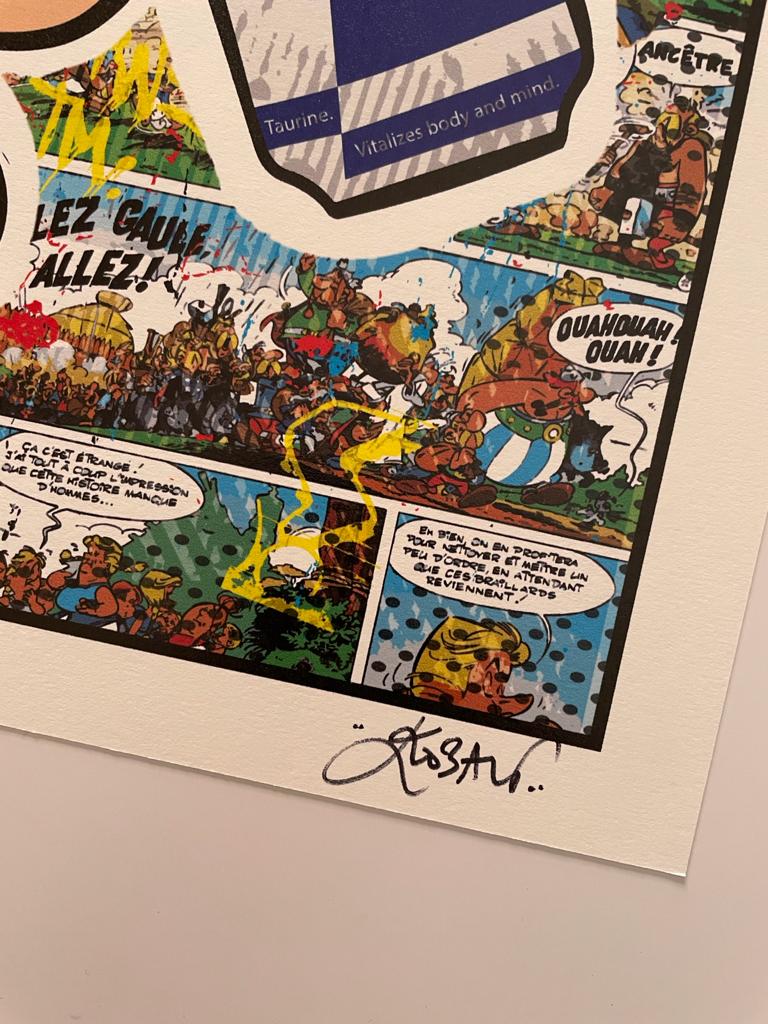 ANCÊTRE
Taurine.
Vitalizes body and mind.
LEZ GAULE
ALLEZ!
OUAHOUAH!
OUAH!
ÇA C'EST ÉTRANGE!
J'AI TOUT À COUP L'IMPRESSION
QUE CETTE HISTOIRE MANQUE
D'HOMMES...
EH BIEN, ON EN PROFITERA
POUR NETTOYER ET METTRE UN
PEU D'ORDRE, EN ATTENDANT
QUE CES BRAILLARDS
REVIENNENT!